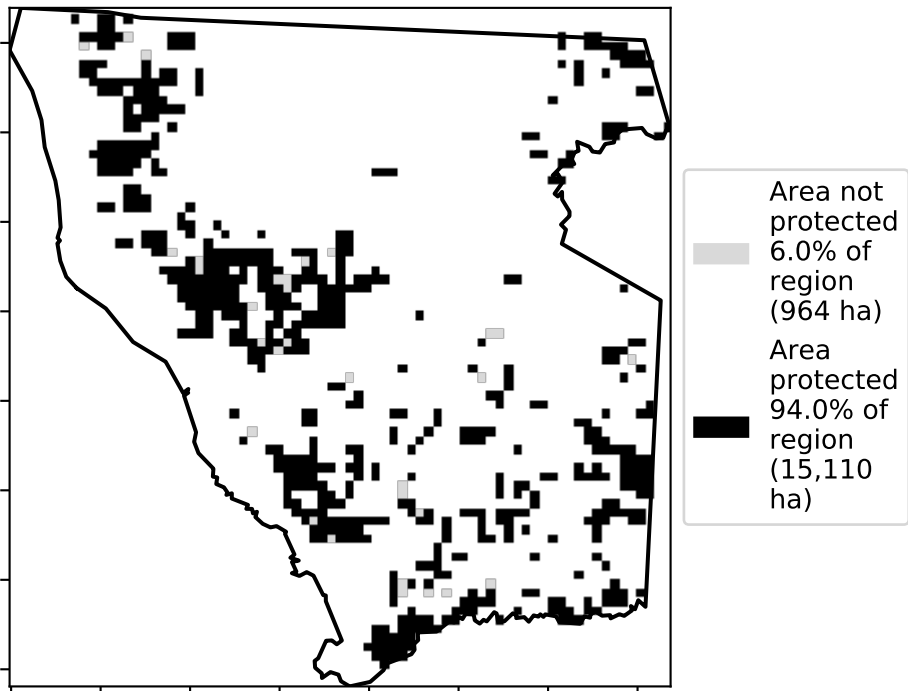 Area not
protected
6.0% of
region
(964 ha)
Area
protected
94.0% of
region
(15,110
ha)